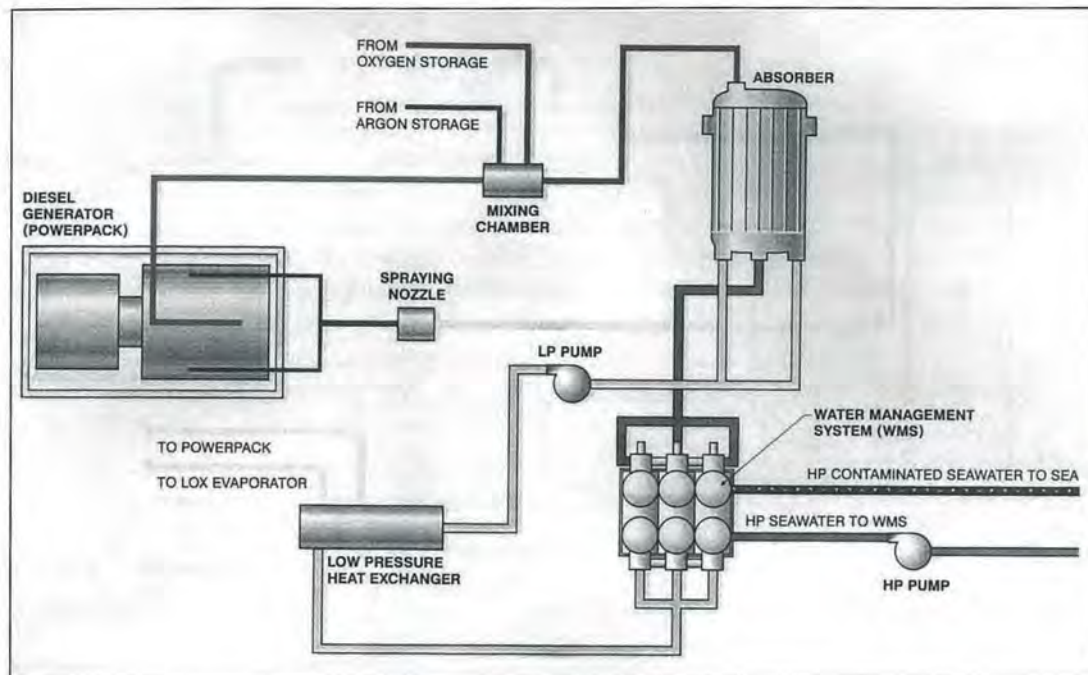 FROM
OXYGEN STORAGE
ABSORBER
FROM
ARGON STORAGE
DIESEL
GENERATOR
(POWERPACK)
MIXING
CHAMBER
SPRAYING
NOZZLE
LP PUMP
WATER MANAGEMENT
SYSTEM (WMS)
TO POWERPACK
HP CONTAMINATED SEAWATER TO SEA
TO LOX EVAPORATOR
HP SEAWATER TO WMS
LOW PRESSURE
HEAT EXCHANGER
HP PUMP